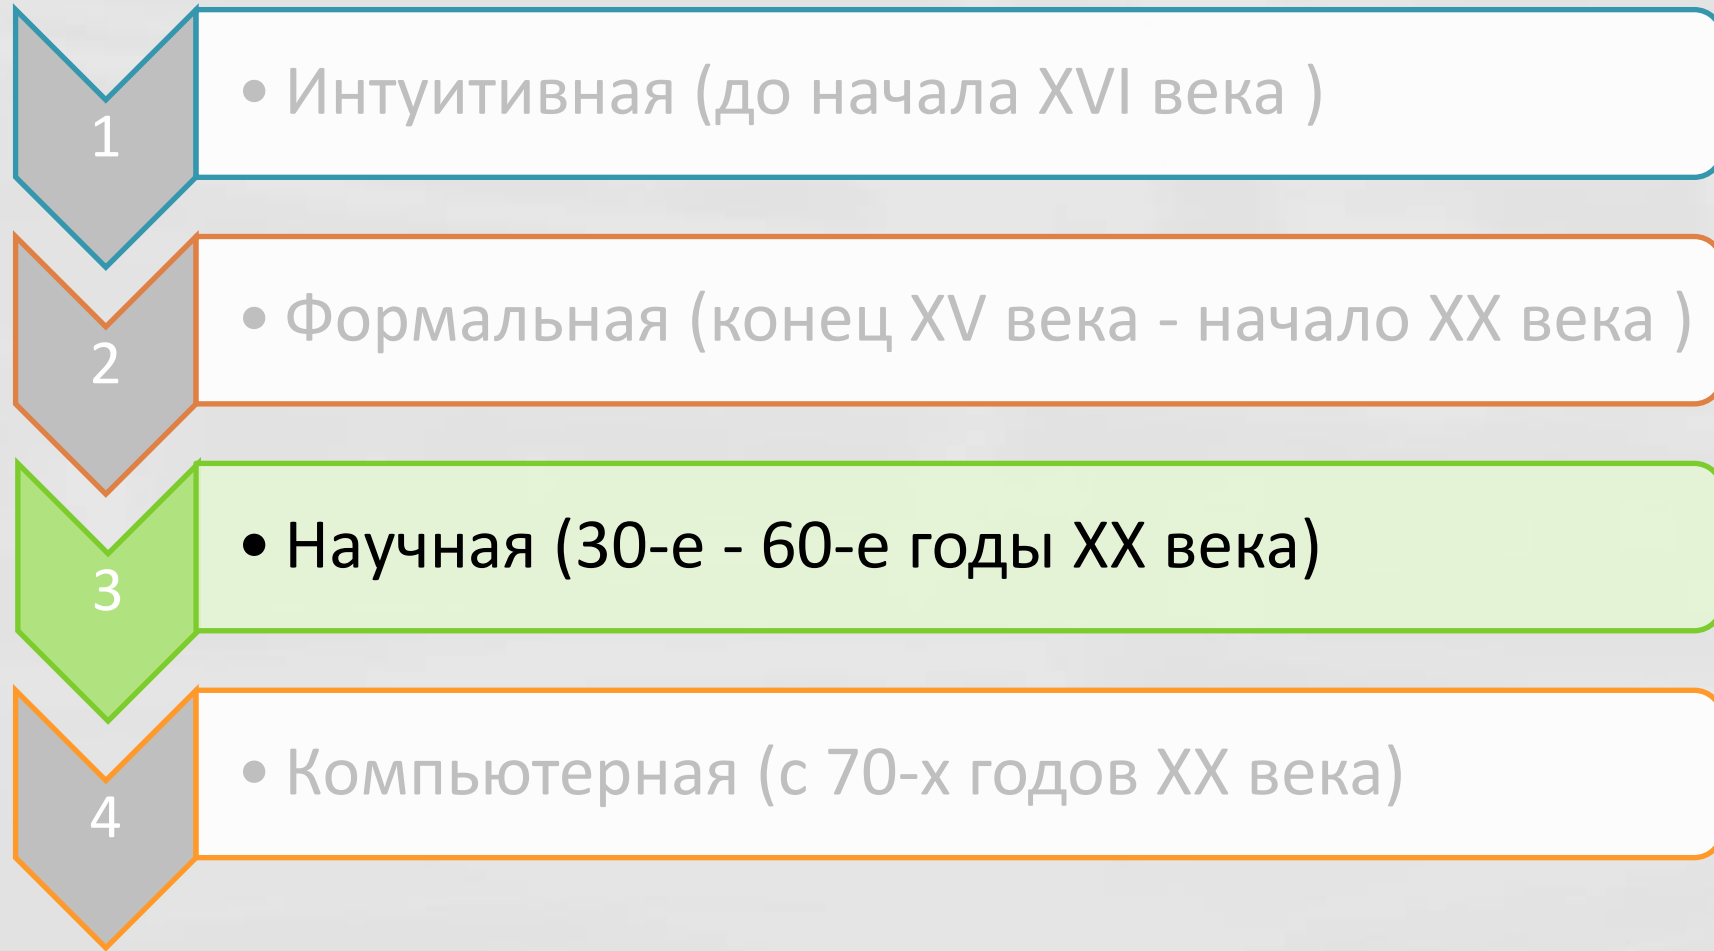 1
• Интуитивная (до начала XVI века )
2
• Формальная (конец XV века - начало XX века )
3
• Научная (30-е - 60-е годы XX века)
4
• Компьютерная (с 70-х годов XX века)